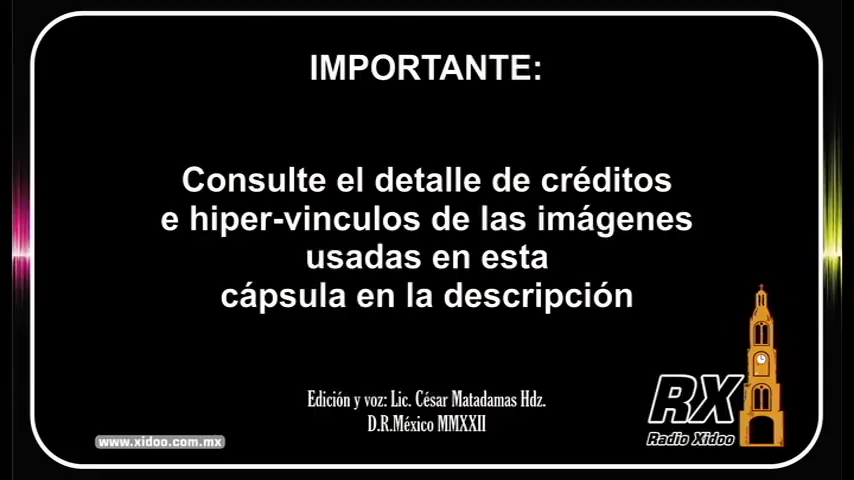 IMPORTANTE:
Consulte el detalle de créditos
e hiper-vinculos de las imágenes
usadas en esta
cápsula en la descripción
Edición y voz: Lic. César Matadamas Hdz.
D.R.México MMXXII
www.xidoo.com.mx
RX
Radio Xidoo